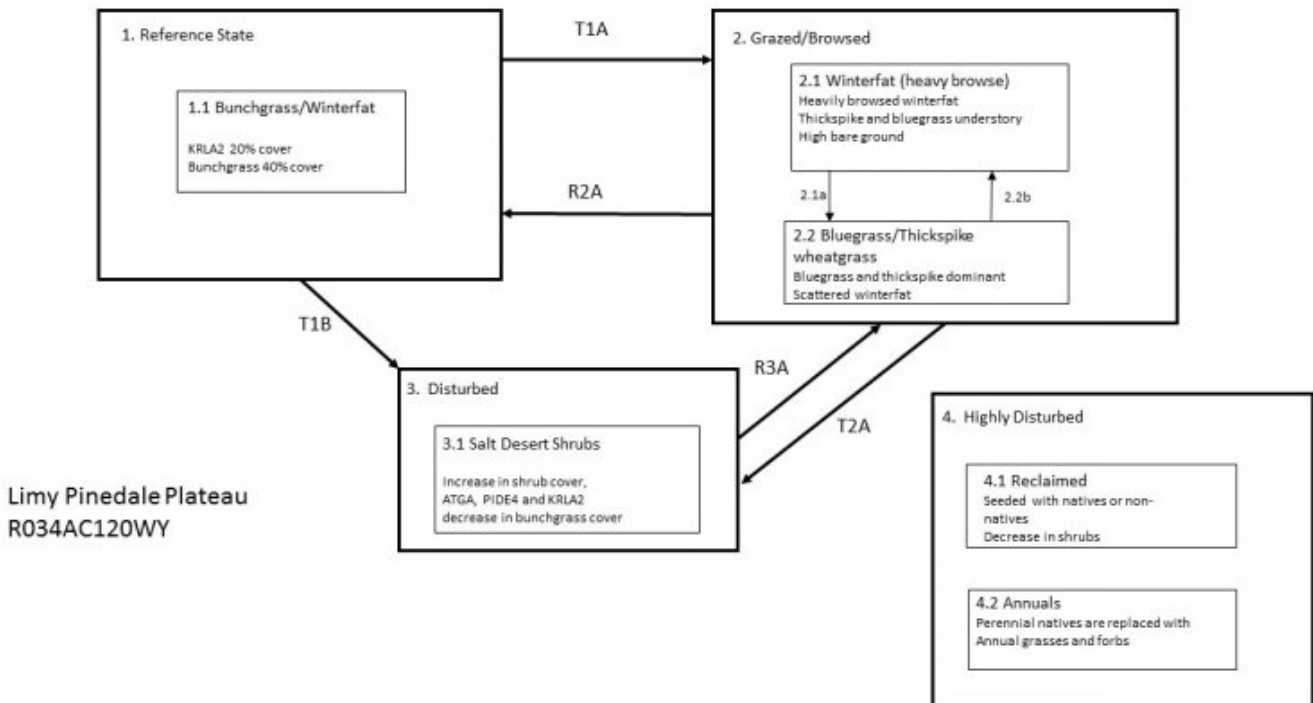 1. Reference State
1.1 Bunchgrass/Winterfat
KRLA2 20% cover
Bunchgrass 40% cover
T1A
R2A
T1B
2. Grazed/Browsed
2.1 Winterfat (heavy browse)
Heavily browsed winterfat
Thickspike and bluegrass understory
High bare ground
2.1a
2.2b
2.2 Bluegrass/Thickspike
wheatgrass
Bluegrass and thickspike dominant
Scattered winterfat
R3A
T2A
3. Disturbed
3.1 Salt Desert Shrubs
Increase in shrub cover,
ATGA, PIDE4 and KRLA2
decrease in bunchgrass cover
4. Highly Disturbed
4.1 Reclaimed
Seeded with natives or non-
natives
Decrease in shrubs
4.2 Annuals
Perennial natives are replaced with
Annual grasses and forbs
Limy Pinedale Plateau
R034AC120WY